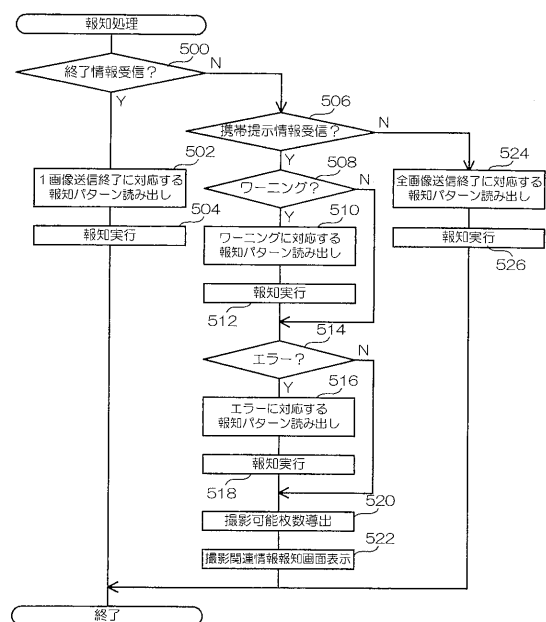 報知処理
500
終了情報受信？
N
Y
506
携帯提示情報受信？
N
Y
502
1画像送信終了に対応する
報知パターン読み出し
504
報知実行
508
ワーニング？
N
Y
510
ワーニングに対応する
報知パターン読み出し
報知実行
512
524
全画像送信終了に対応する
報知パターン読み出し
報知実行
526
514
エラー？
N
Y
516
エラーに対応する
報知パターン読み出し
報知実行
518
520
撮影可能枚数導出
522
撮影関連情報報知画面表示
終了